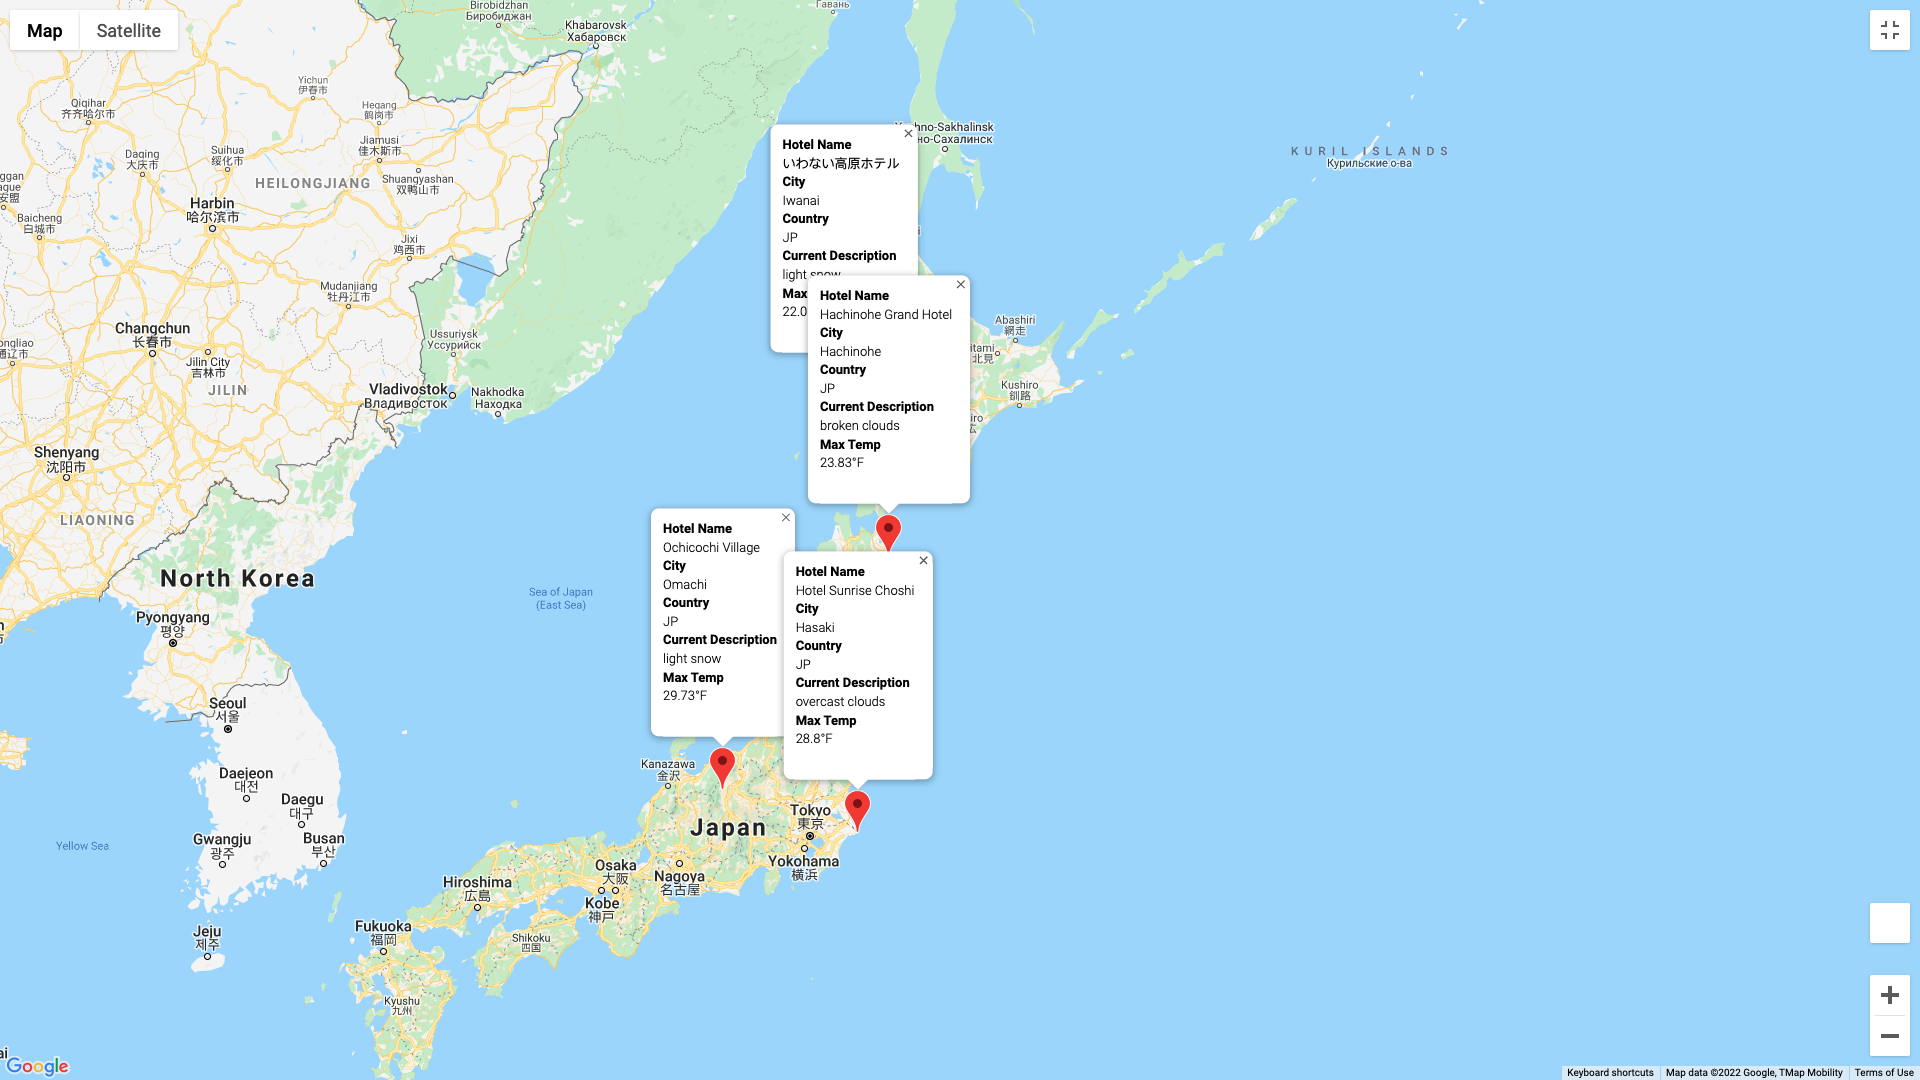 Map
Satellite
Birobidzhan
Биробиджан
Khabarovsk
Хабаровск
Гавань
Yichun
伊春市
Qiqihar
齐齐哈尔市
Hegang
鹤岗市
Daqing
大庆市
Suihua
绥化市
Jiamusi
佳木斯市
HEILONGJIANG
Shuangyashan
双鸭山市
Harbin
哈尔滨市
Baicheng
白城市
Jixi
鸡西市
Mudanjiang
牡丹江市
Changchun
长春市
Jilin City
吉林市
JILIN
Ussuriysk
Уссурийск
Vladivostok
Владивосток
Nakhodka
Находка
Shenyang
沈阳市
LIAONING
North Korea
Pyongyang
평양
Sea of Japan
(East Sea)
Seoul
서울
Daejeon
대전
Daegu
대구
Gwangju
광주
Busan
부산
Yellow Sea
Jeju
제주
KURIL ISLANDS
Курильские о-ва
hno-Sakhalinsk
но-Сахалинск
Abashiri
網走
itami
北見
Kushiro
釧路
Hotel Name
いわない高原ホテル
City
Iwanai
Country
JP
Current Description
light snow
Max
22.0
Hotel Name
Hachinohe Grand Hotel
City
Hachinohe
Country
JP
Current Description
broken clouds
Max Temp
23.83°F
Hotel Name
Ochicochi Village
City
Omachi
Country
JP
Current Description
light snow
Max Temp
29.73°F
Hotel Name
Hotel Sunrise Choshi
City
Hasaki
Country
JP
Current Description
overcast clouds
Max Temp
28.8°F
Kanazawa
金沢
Japan
Tokyo
東京
Yokohama
横浜
Nagoya
名古屋
Osaka
大阪
Kobe
神戸
Hiroshima
広島
Fukuoka
福岡
Shikoku
四国
Kyushu
九州
Google
Keyboard shortcuts
Map data ©2022 Google, TMap Mobility
Terms of Use